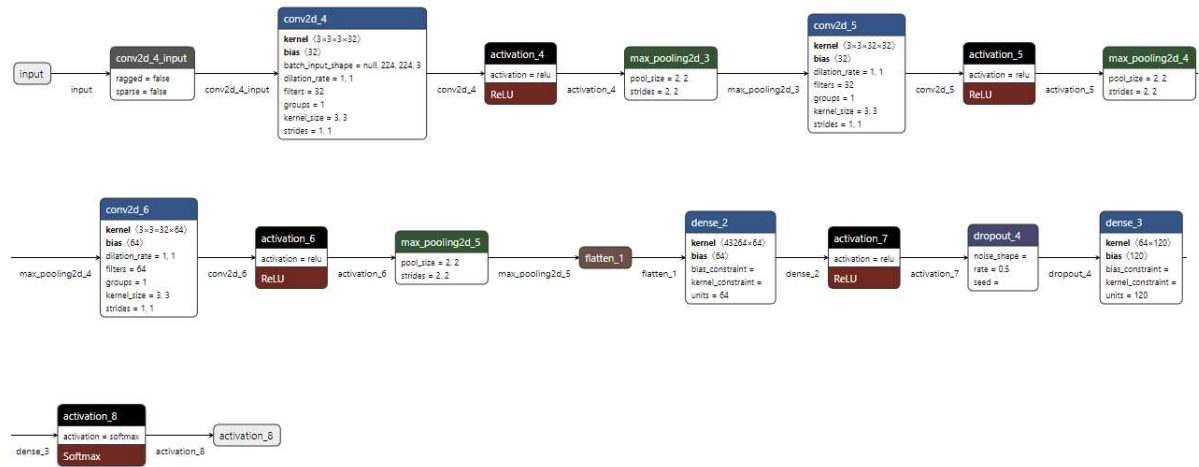 input
input
conv2d_4_input
ragged = false
sparse = false
conv2d_4_input
conv2d_4
kernel ⟨3×3×3×32⟩
bias ⟨32⟩
batch_input_shape = null, 224, 224, 3
dilation_rate = 1, 1
filters = 32
groups = 1
kernel_size = 3, 3
strides = 1, 1
conv2d_4
activation_4
activation = relu
ReLU
activation_4
max_pooling2d_3
pool_size = 2, 2
strides = 2, 2
max_pooling2d_3
conv2d_5
kernel ⟨3×3×32×32⟩
bias ⟨32⟩
dilation_rate = 1, 1
filters = 32
groups = 1
kernel_size = 3, 3
strides = 1, 1
conv2d_5
activation_5
activation = relu
ReLU
activation_5
max_pooling2d_4
pool_size = 2, 2
strides = 2, 2
max_pooling2d_4
conv2d_6
kernel ⟨3×3×32×64⟩
bias ⟨64⟩
dilation_rate = 1, 1
filters = 64
groups = 1
kernel_size = 3, 3
strides = 1, 1
conv2d_6
activation_6
activation = relu
ReLU
activation_6
max_pooling2d_5
pool_size = 2, 2
strides = 2, 2
max_pooling2d_5
flatten_1
flatten_1
dense_2
kernel ⟨43264×64⟩
bias ⟨64⟩
bias_constraint =
kernel_constraint =
units = 64
dense_2
activation_7
activation = relu
ReLU
activation_7
dropout_4
noise_shape =
rate = 0.5
seed =
dropout_4
dense_3
kernel ⟨64×120⟩
bias ⟨120⟩
bias_constraint =
kernel_constraint =
units = 120
dense_3
activation_8
activation = softmax
Softmax
activation_8
activation_8